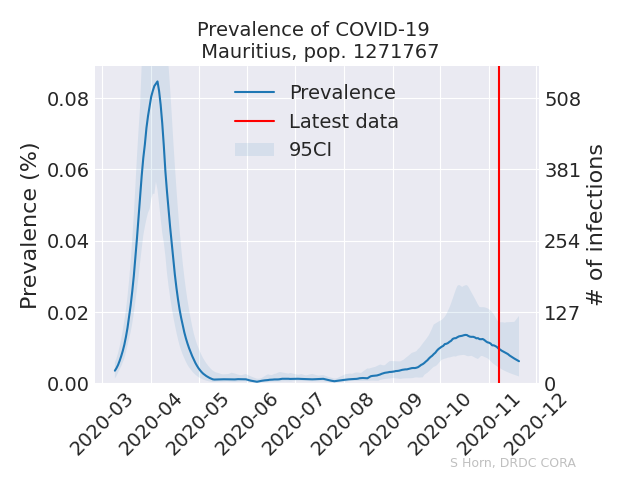 Prevalence of COVID-19
Mauritius, pop. 1271767
Prevalence
Latest data
95CI
Prevalence (%)
0.08
0.06
0.04
0.02
0.00
508
381
254
127
0
# of infections
2020-03
2020-04
2020-05
2020-06
2020-07
2020-08
2020-09
2020-10
2020-11
2020-12
S Horn, DRDC CORA